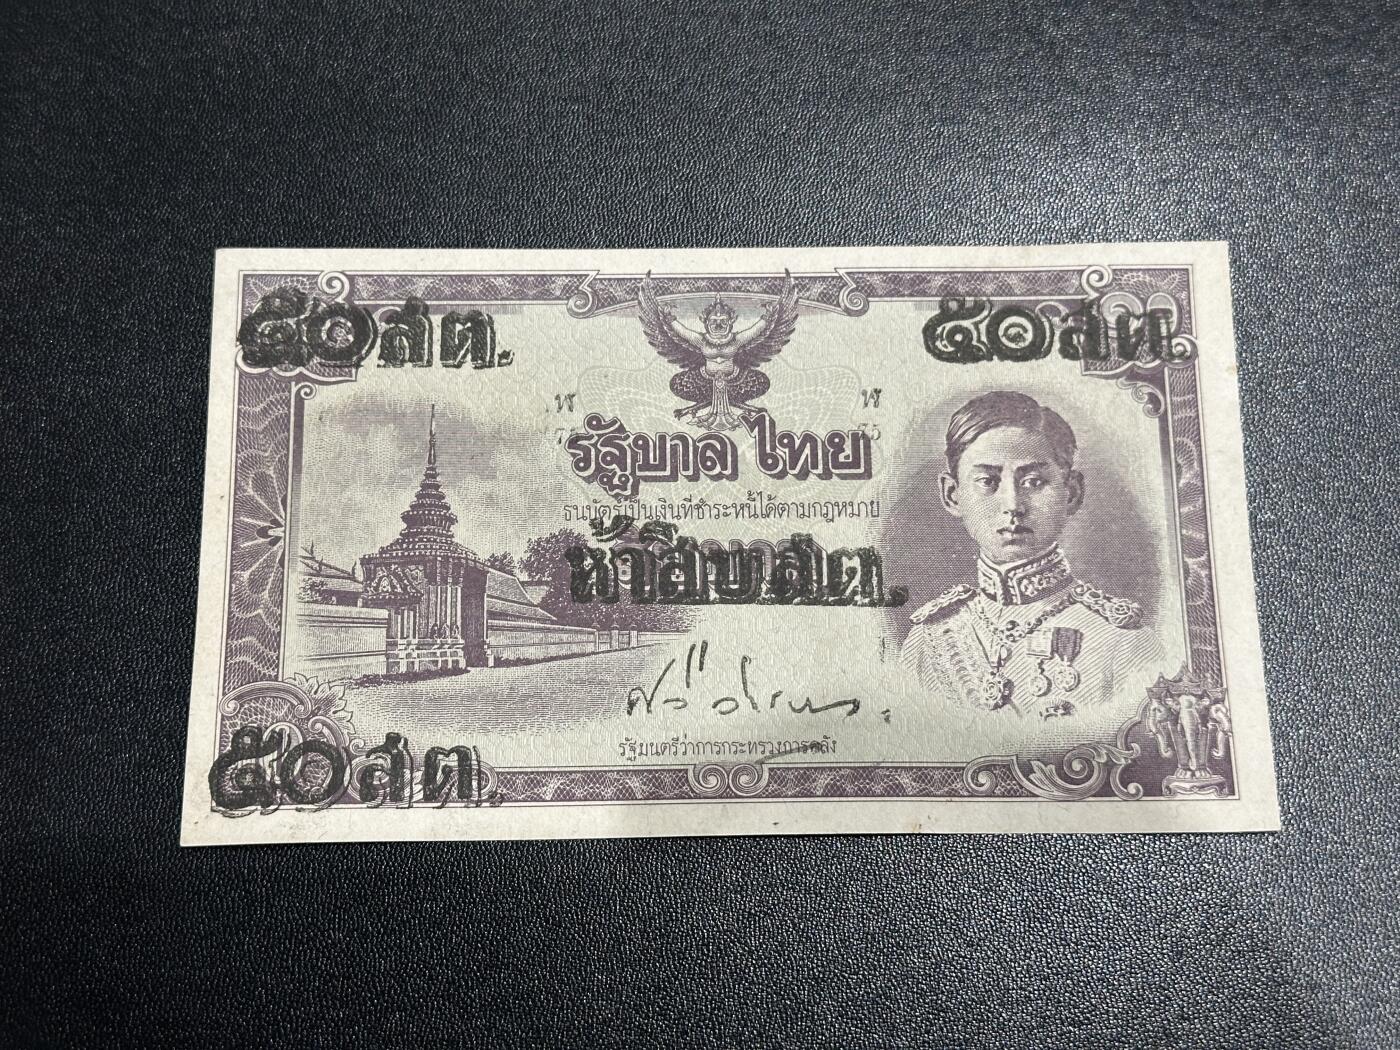 ๕๐สต.
๕๐สต.
ฬ ฬ
75 75
รัฐบาลไทย
ธนบัตร์เป็นเงินที่ชำระหนี้ได้ตามกฎหมาย
ห้าสิบสต.
รัฐมนตรีว่าการกระทรวงการคลัง
๕๐สต.